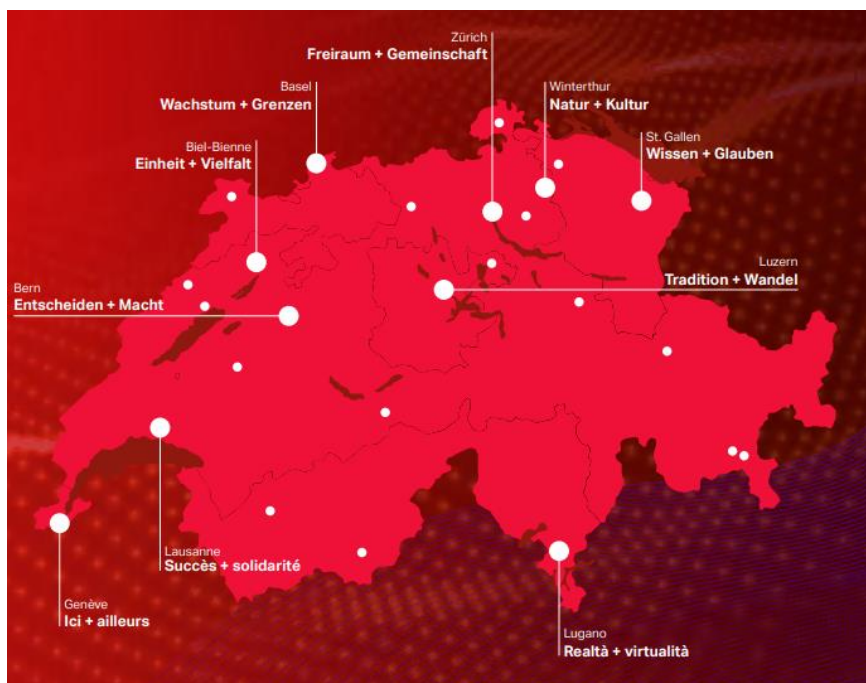 Zürich
Freiraum + Gemeinschaft
Basel
Wachstum + Grenzen
Winterthur
Natur + Kultur
St. Gallen
Wissen + Glauben
Biel-Bienne
Einheit + Vielfalt
Luzern
Tradition + Wandel
Bern
Entscheiden + Macht
Lausanne
Succès + solidarité
Genève
Ici + ailleurs
Lugano
Realtà + virtualità